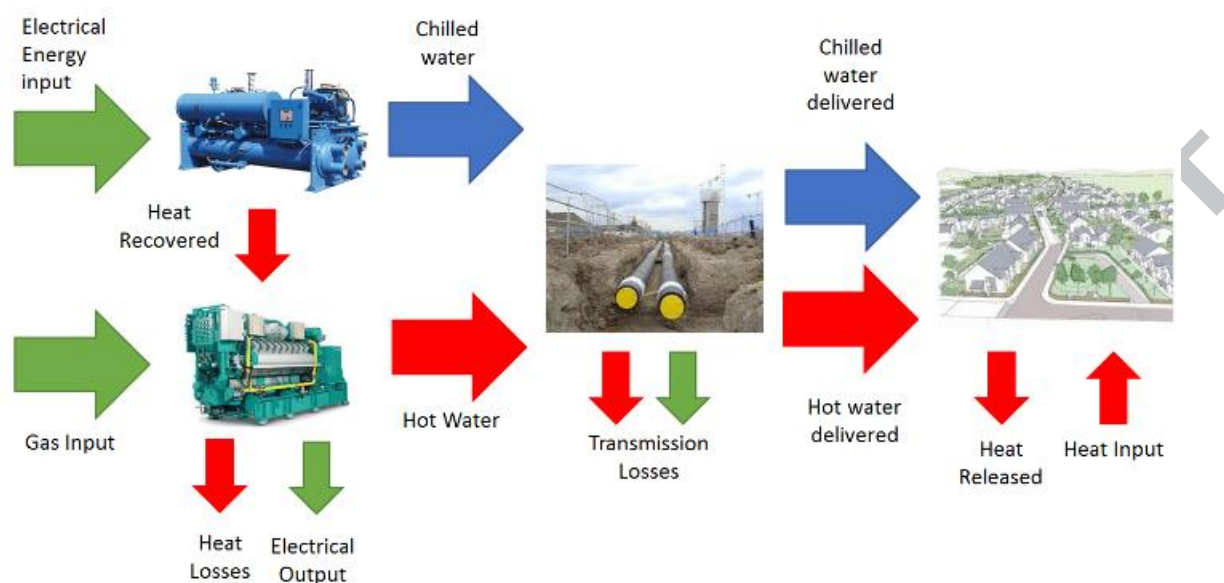 Electrical
Energy
input
Chilled
water
Chilled
water
delivered
Heat
Recovered
Gas Input
Hot Water
Transmission
Losses
Hot water
delivered
Heat
Released
Heat Input
Heat
Losses
Electrical
Output